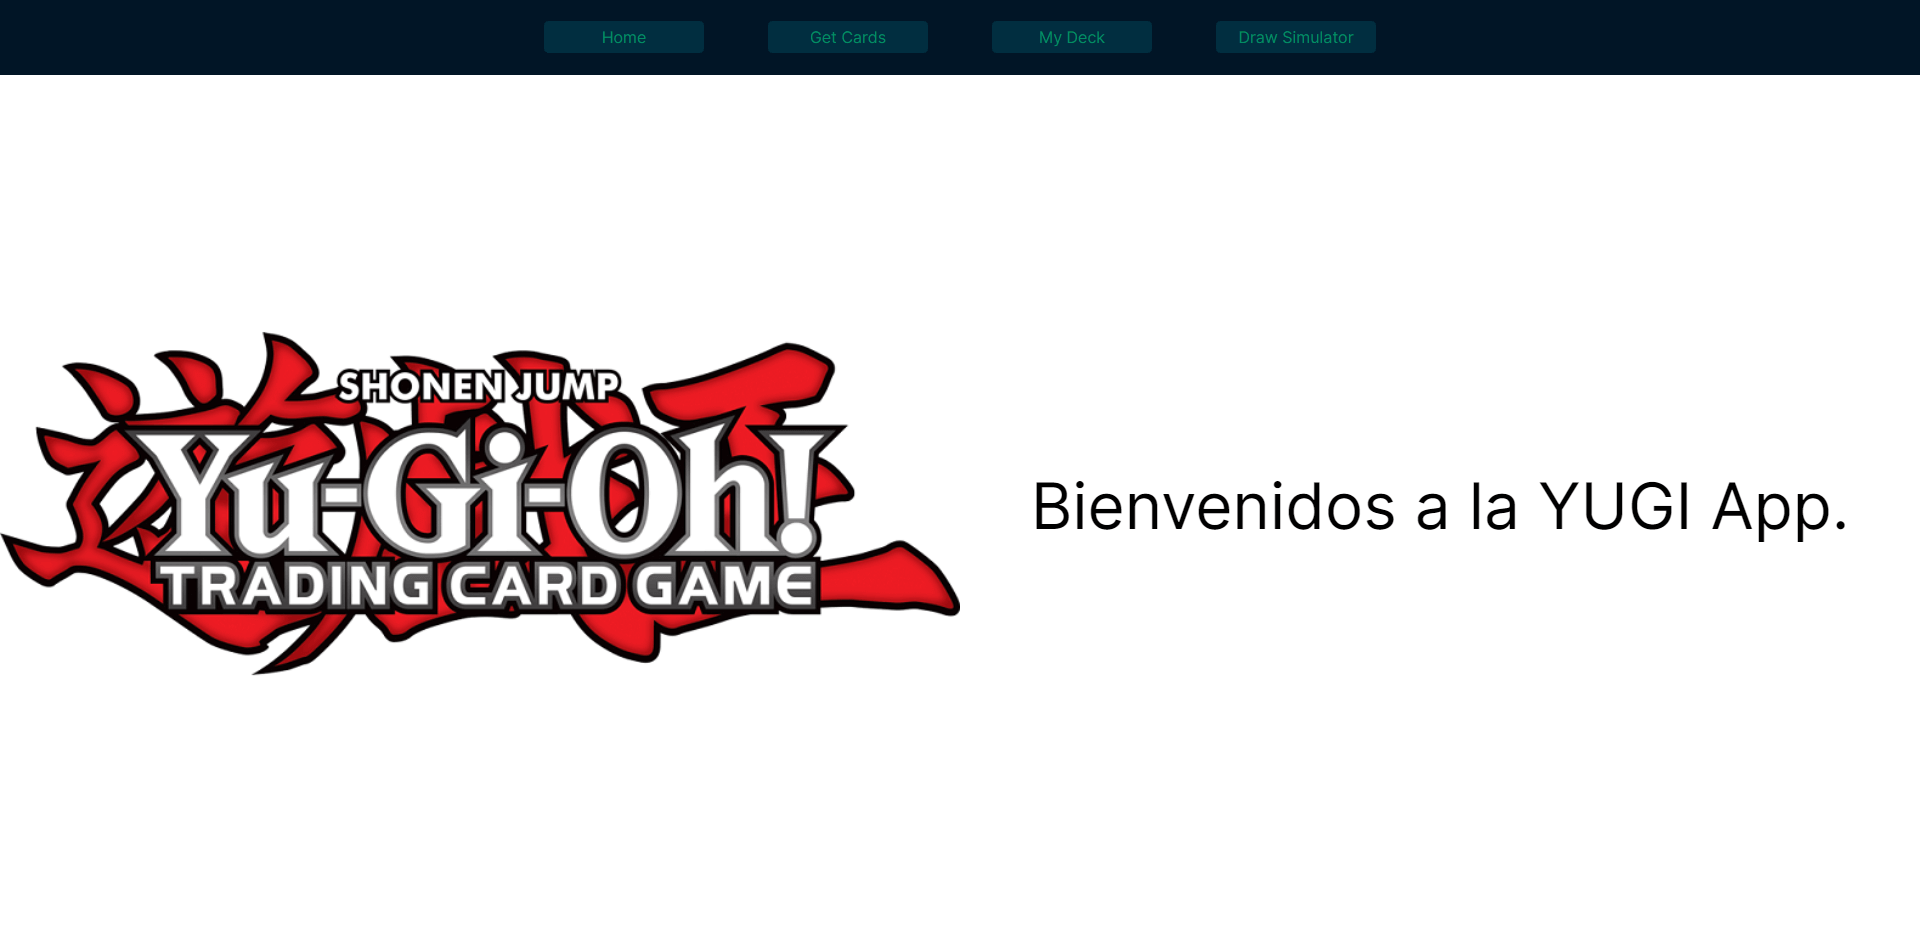 Home
Get Cards
My Deck
Draw Simulator
SHONEN JUMP
Yu-Gi-Oh!
TRADING CARD GAME
Bienvenidos a la YUGI App.